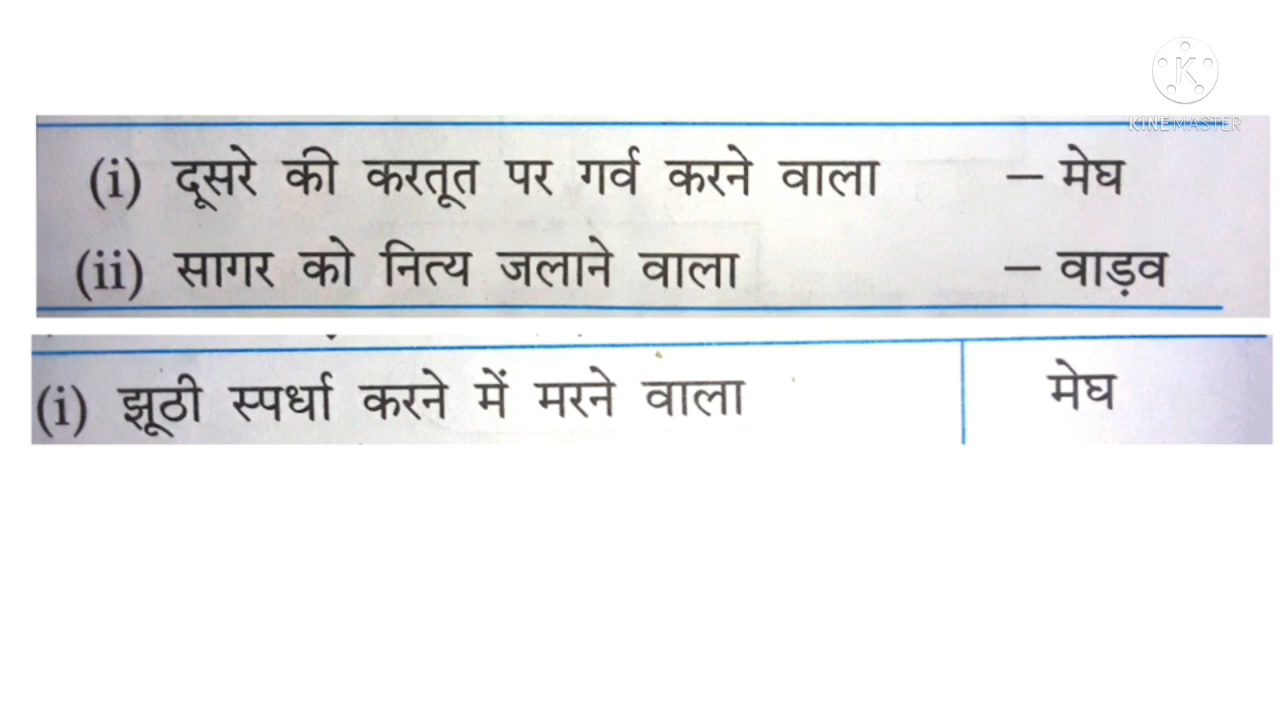 KINEMASTER
(i) दूसरे की करतूत पर गर्व करने वाला – मेघ
(ii) सागर को नित्य जलाने वाला – वाड़व
(i) झूठी स्पर्धा करने में मरने वाला मेघ